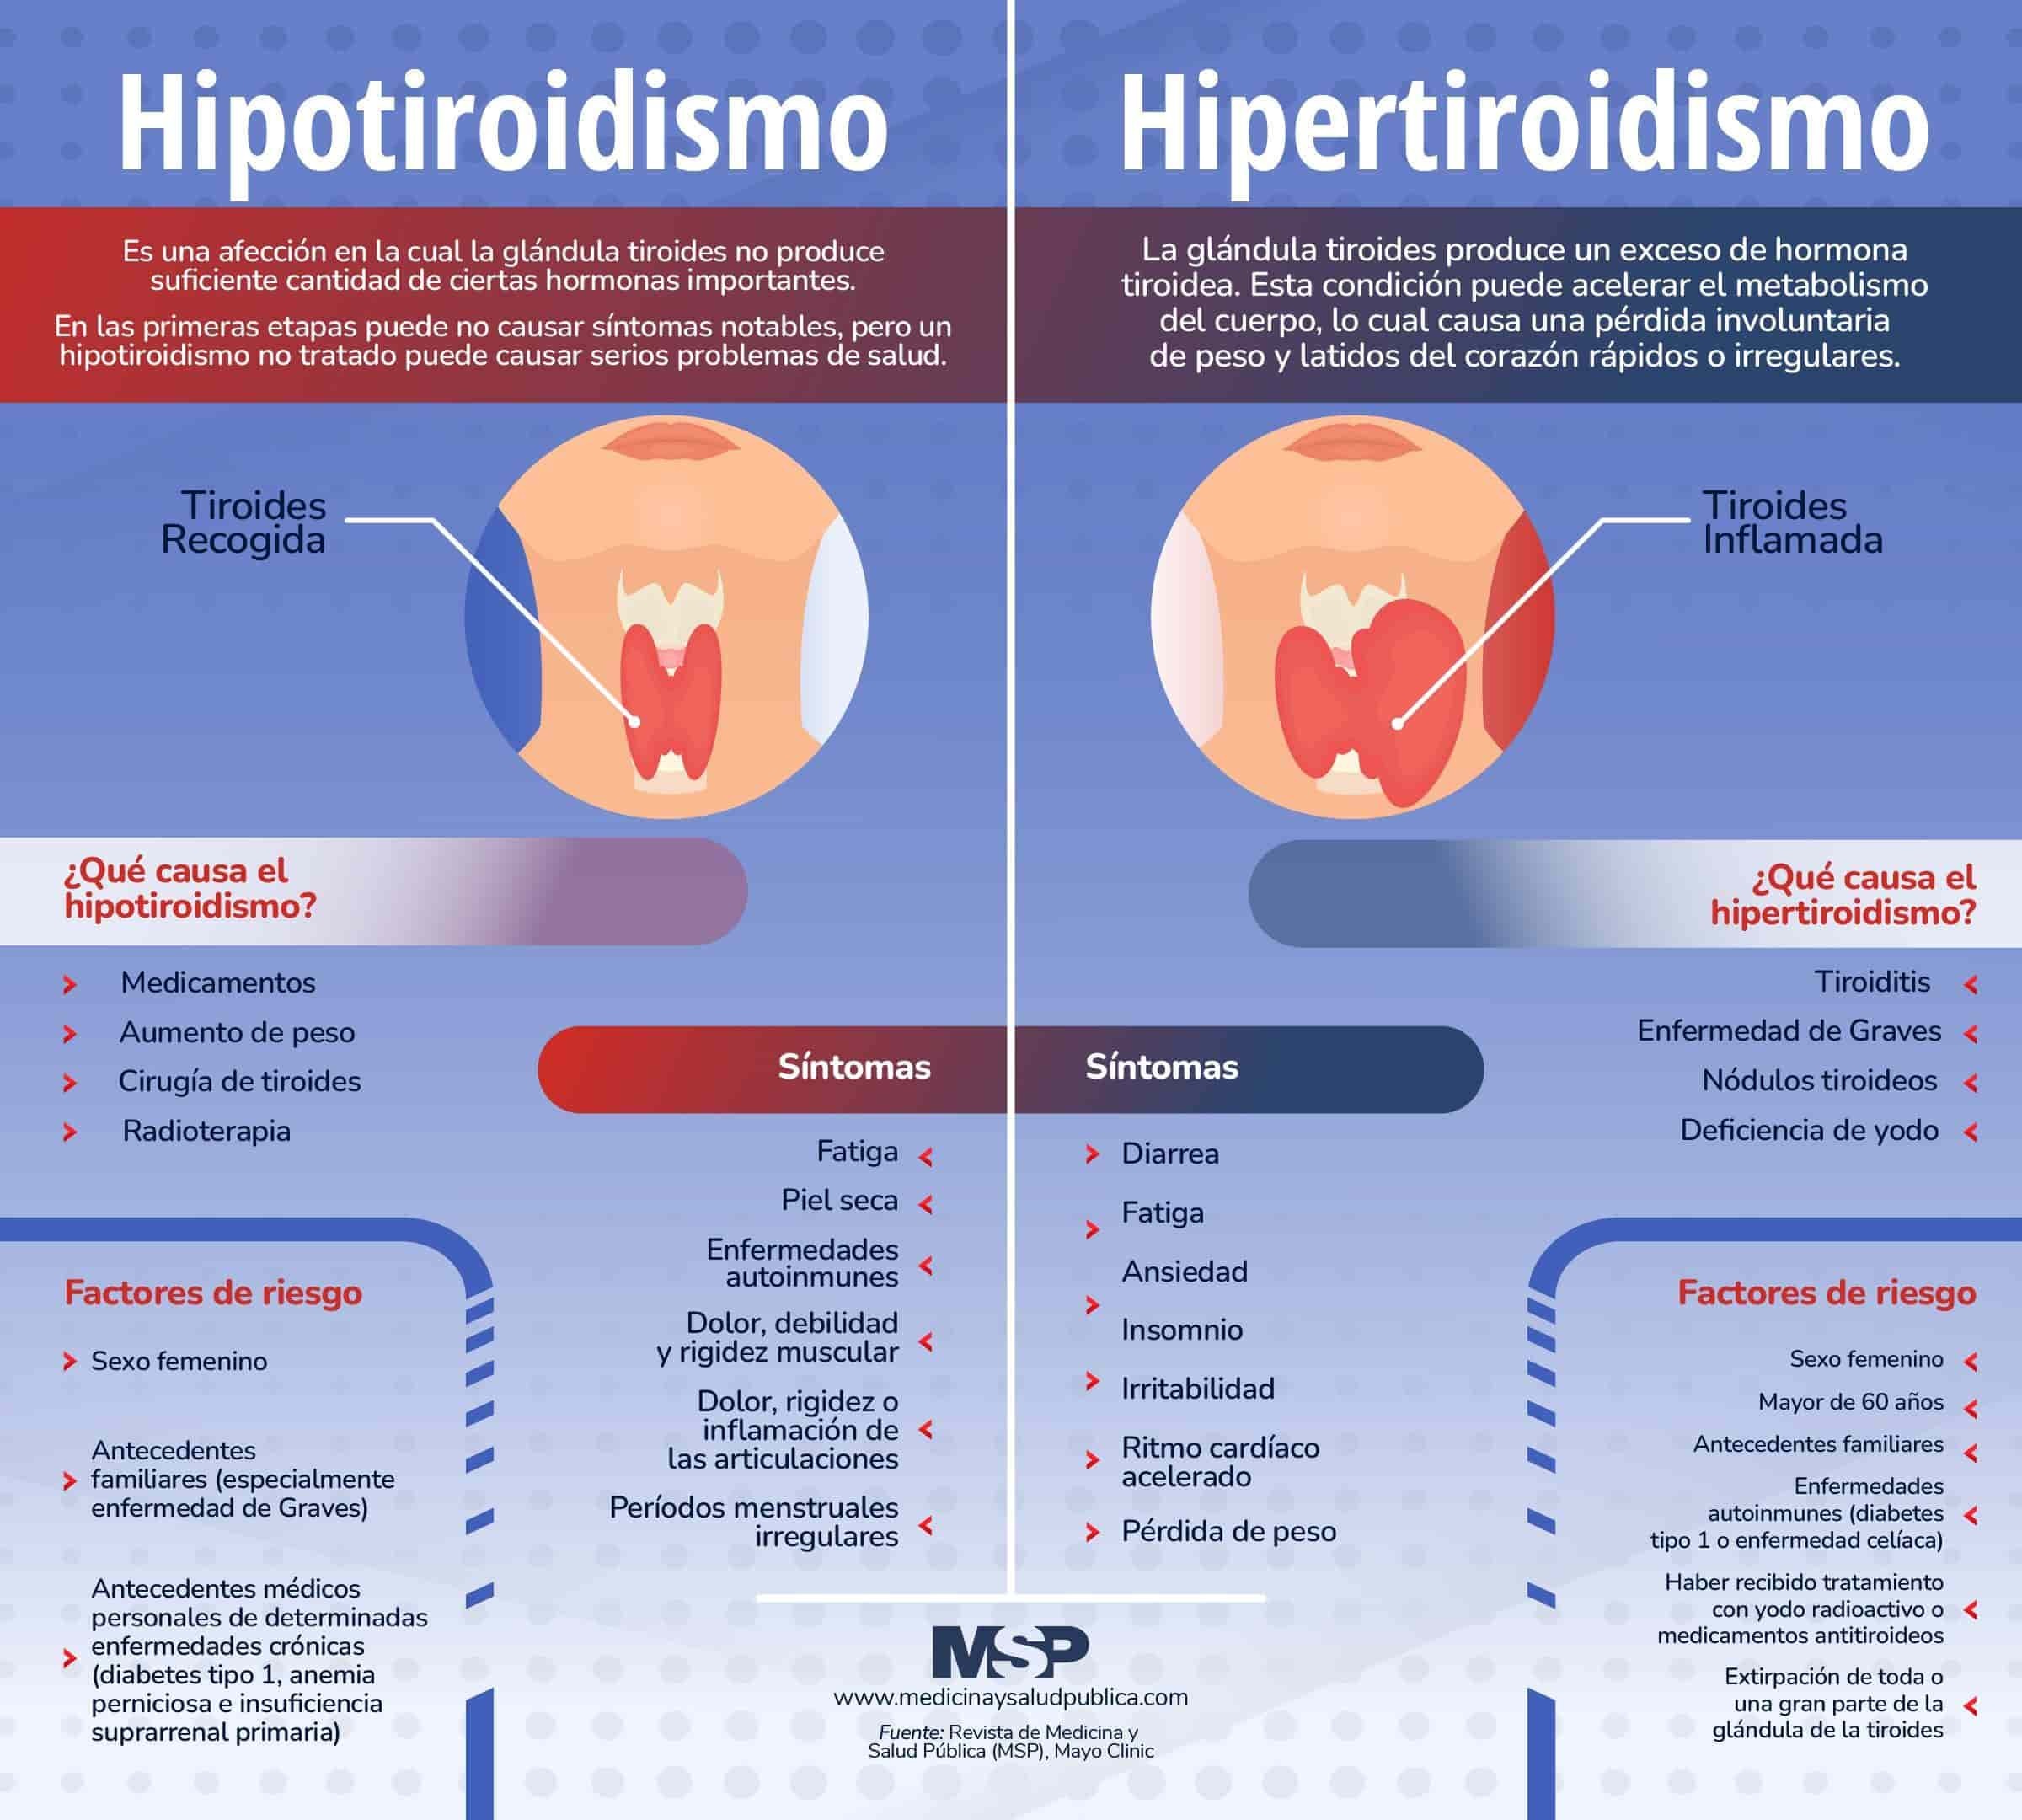 Hipotiroidismo
Es una afección en la cual la glándula tiroides no produce
suficiente cantidad de ciertas hormonas importantes.
En las primeras etapas puede no causar síntomas notables, pero un
hipotiroidismo no tratado puede causar serios problemas de salud.
Tiroides
Recogida
¿Qué causa el
hipotiroidismo?
Medicamentos
Aumento de peso
Cirugía de tiroides
Radioterapia
Síntomas
Fatiga
Piel seca
Enfermedades
autoinmunes
Dolor, debilidad
y rigidez muscular
Dolor, rigidez o
inflamación de
las articulaciones
Períodos menstruales
irregulares
Factores de riesgo
Sexo femenino
Antecedentes
familiares (especialmente
enfermedad de Graves)
Antecedentes médicos
personales de determinadas
enfermedades crónicas
(diabetes tipo 1, anemia
perniciosa e insuficiencia
suprarrenal primaria)
Hipertiroidismo
La glándula tiroides produce un exceso de hormona
tiroidea. Esta condición puede acelerar el metabolismo
del cuerpo, lo cual causa una pérdida involuntaria
de peso y latidos del corazón rápidos o irregulares.
Tiroides
Inflamada
¿Qué causa el
hipertiroidismo?
Tiroiditis
Enfermedad de Graves
Nódulos tiroideos
Deficiencia de yodo
Síntomas
Diarrea
Fatiga
Ansiedad
Insomnio
Irritabilidad
Ritmo cardíaco
acelerado
Pérdida de peso
Factores de riesgo
Sexo femenino
Mayor de 60 años
Antecedentes familiares
Enfermedades
autoinmunes (diabetes
tipo 1 o enfermedad celíaca)
Haber recibido tratamiento
con yodo radioactivo o
medicamentos antitiroideos
Extirpación de toda o
una gran parte de la
glándula de la tiroides
MSP
www.medicinaysaludpublica.com
Fuente: Revista de Medicina y
Salud Pública (MSP), Mayo Clinic